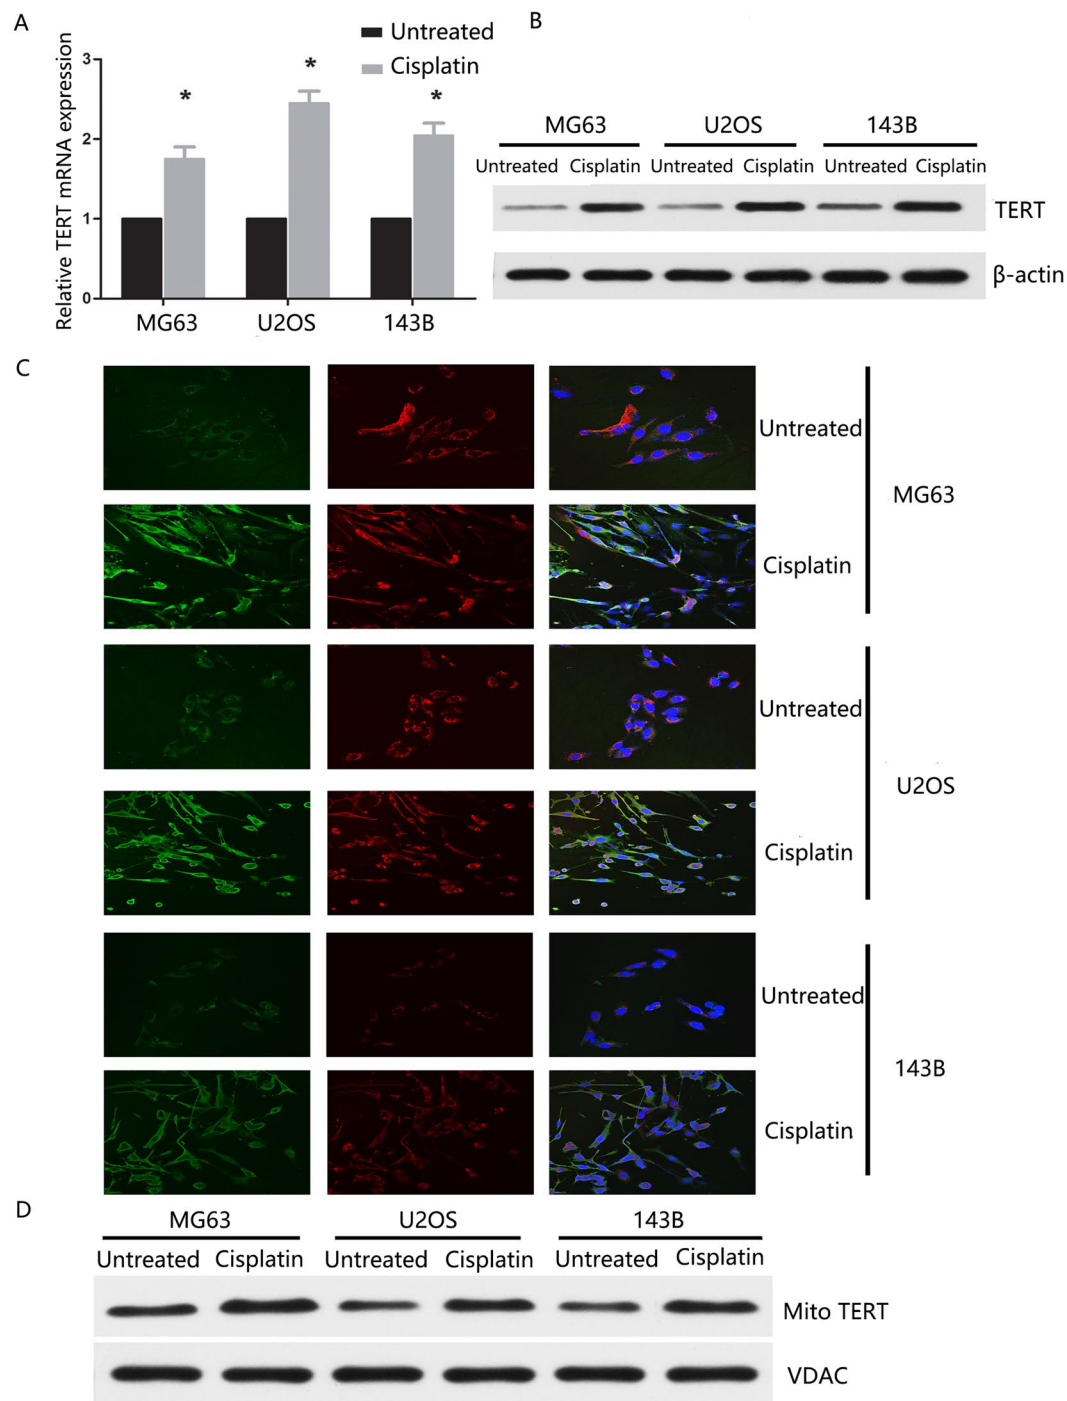 A
Untreated
Cisplatin
Relative TERT mRNA expression
3
2
1
0
*
*
*
MG63
U2OS
143B
B
MG63
U2OS
143B
Untreated
Cisplatin
Untreated
Cisplatin
Untreated
Cisplatin
TERT
β-actin
C
Untreated
MG63
Cisplatin
Untreated
U2OS
Cisplatin
Untreated
143B
Cisplatin
D
MG63
U2OS
143B
Untreated
Cisplatin
Untreated
Cisplatin
Untreated
Cisplatin
Mito TERT
VDAC